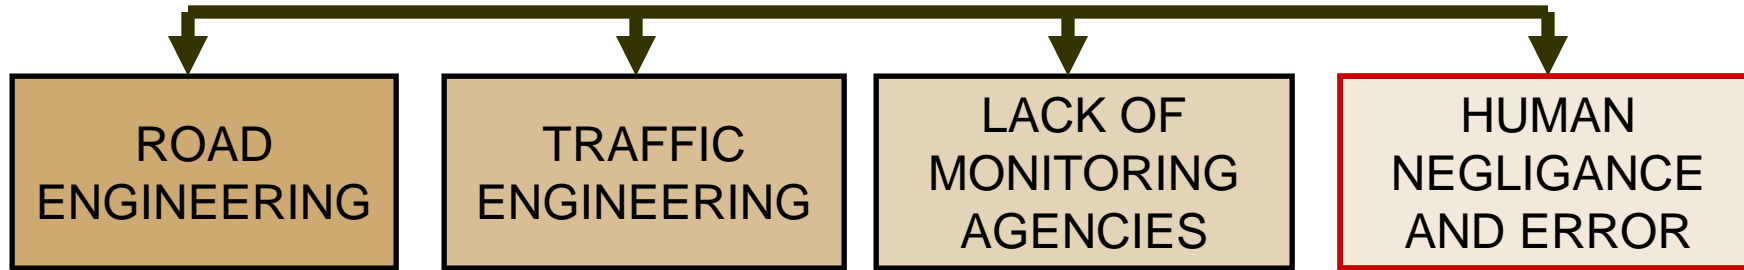 ROAD
ENGINEERING
TRAFFIC
ENGINEERING
LACK OF
MONITORING
AGENCIES
HUMAN
NEGLIGANCE
AND ERROR